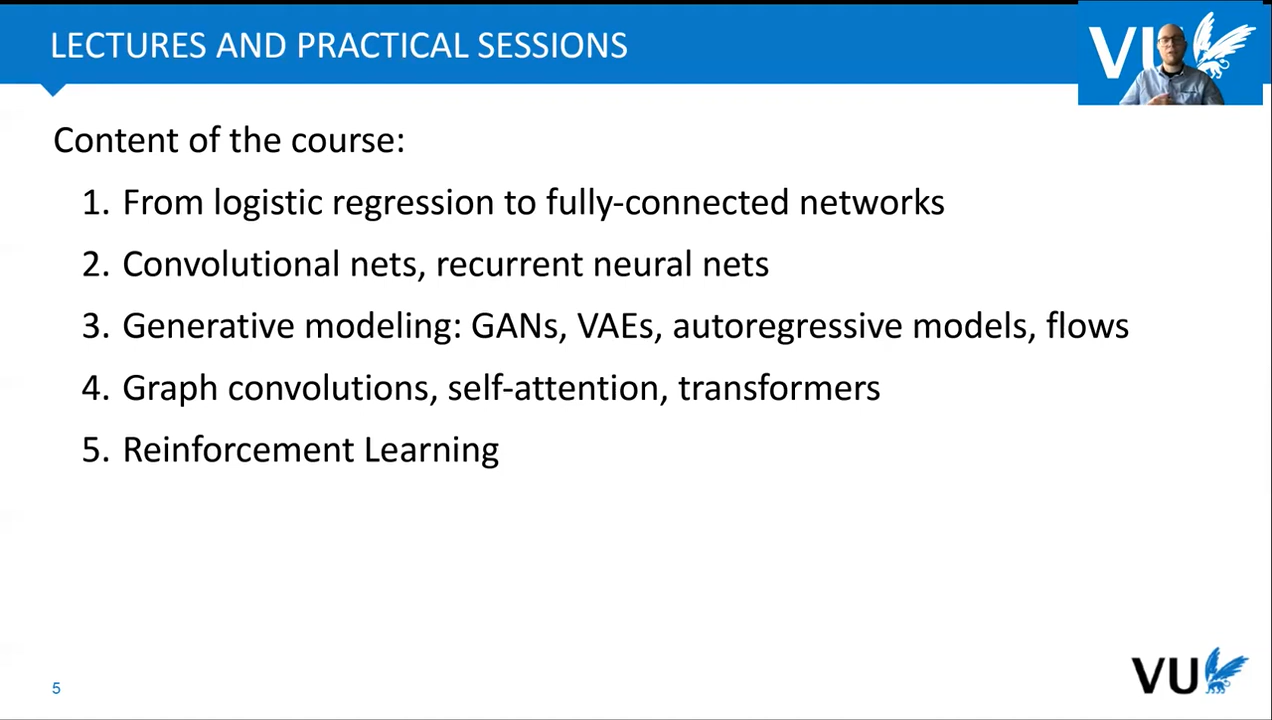 LECTURES AND PRACTICAL SESSIONS
VU
Content of the course:
1. From logistic regression to fully-connected networks
2. Convolutional nets, recurrent neural nets
3. Generative modeling: GANs, VAEs, autoregressive models, flows
4. Graph convolutions, self-attention, transformers
5. Reinforcement Learning
5
VU